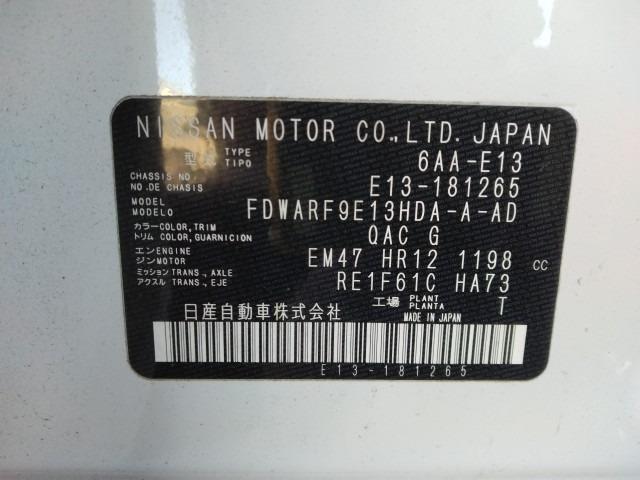 NISSAN MOTOR CO.,LTD. JAPAN
型式 TYPE TIPO 6AA-E13
CHASSIS NO. NO.DE CHASIS E13-181265
MODEL MODELO FDWARF9E13HDA-A-AD
カラー COLOR, TRIM トリム COLOR, GUARNICION QAC G
エン ENGINE ジン MOTOR EM47 HR12 1198 CC
ミッション TRANS., AXLE アクスル TRANS., EJE RE1F61C HA73
日産自動車株式会社 工場 PLANT PLANTA T
MADE IN JAPAN
E13-181265